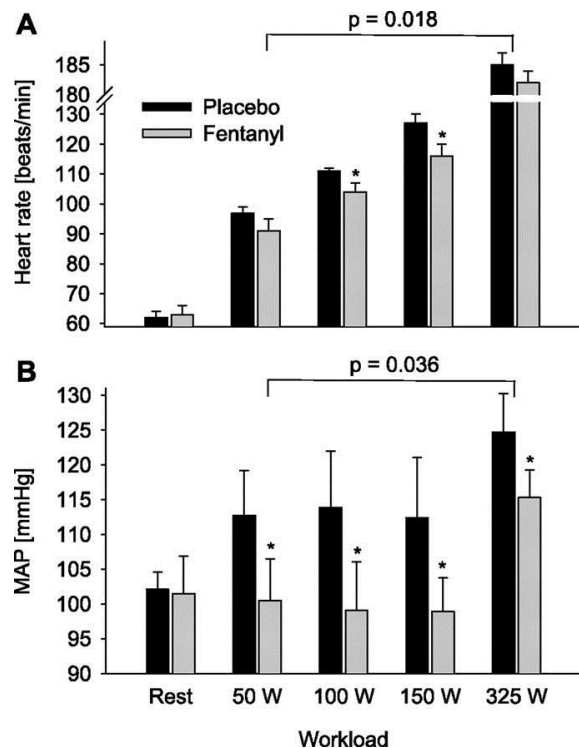 A
p = 0.018
Heart rate [beats/min]
185
180
130
120
110
100
90
80
70
60
Placebo
Fentanyl
*
*
B
p = 0.036
MAP [mmHg]
130
125
120
115
110
105
100
95
90
*
*
*
*
Rest 50 W 100 W 150 W 325 W
Workload